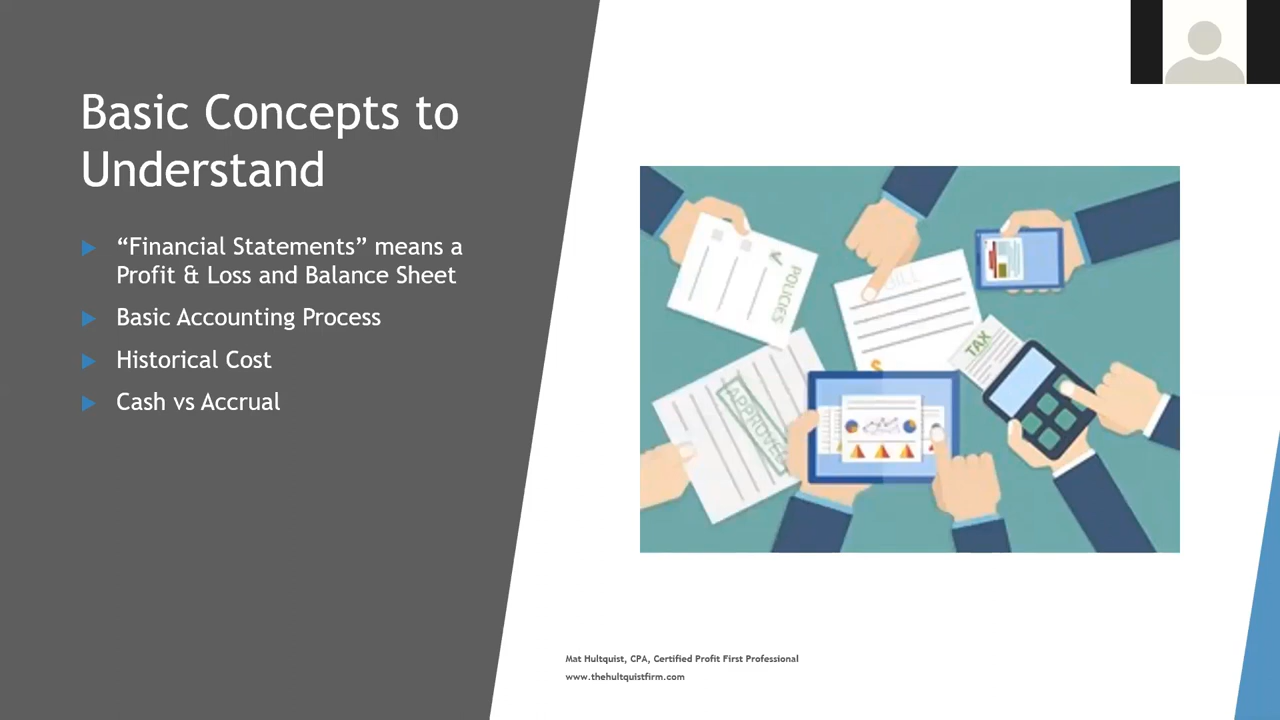 Basic Concepts to
Understand
“Financial Statements” means a
Profit & Loss and Balance Sheet
Basic Accounting Process
Historical Cost
Cash vs Accrual
POLICIES
BILL
TAX
APPROVED
$
Mat Hultquist, CPA, Certified Profit First Professional
www.thehultquistfirm.com